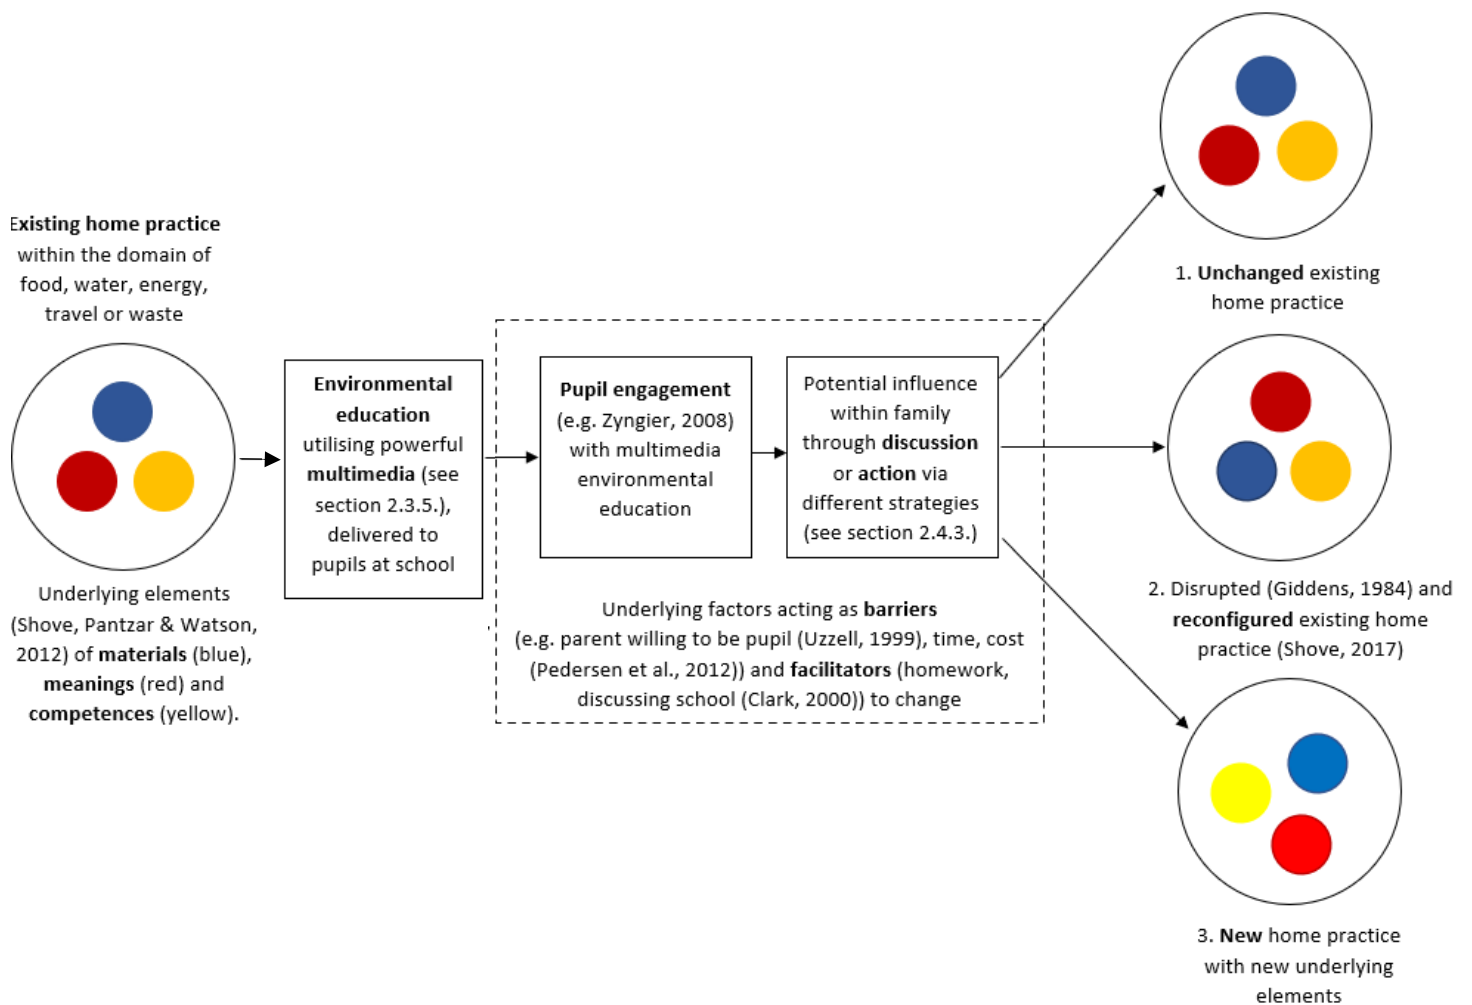 Existing home practice
within the domain of
food, water, energy,
travel or waste
Underlying elements
(Shove, Pantzar & Watson,
2012) of materials (blue),
meanings (red) and
competences (yellow).
Environmental
education
utilising powerful
multimedia (see
section 2.3.5.),
delivered to
pupils at school
Pupil engagement
(e.g. Zyngier, 2008)
with multimedia
environmental
education
Potential influence
within family
through discussion
or action via
different strategies
(see section 2.4.3.)
Underlying factors acting as barriers
(e.g. parent willing to be pupil (Uzzell, 1999), time, cost
(Pedersen et al., 2012)) and facilitators (homework,
discussing school (Clark, 2000)) to change
1. Unchanged existing
home practice
2. Disrupted (Giddens, 1984) and
reconfigured existing home
practice (Shove, 2017)
3. New home practice
with new underlying
elements